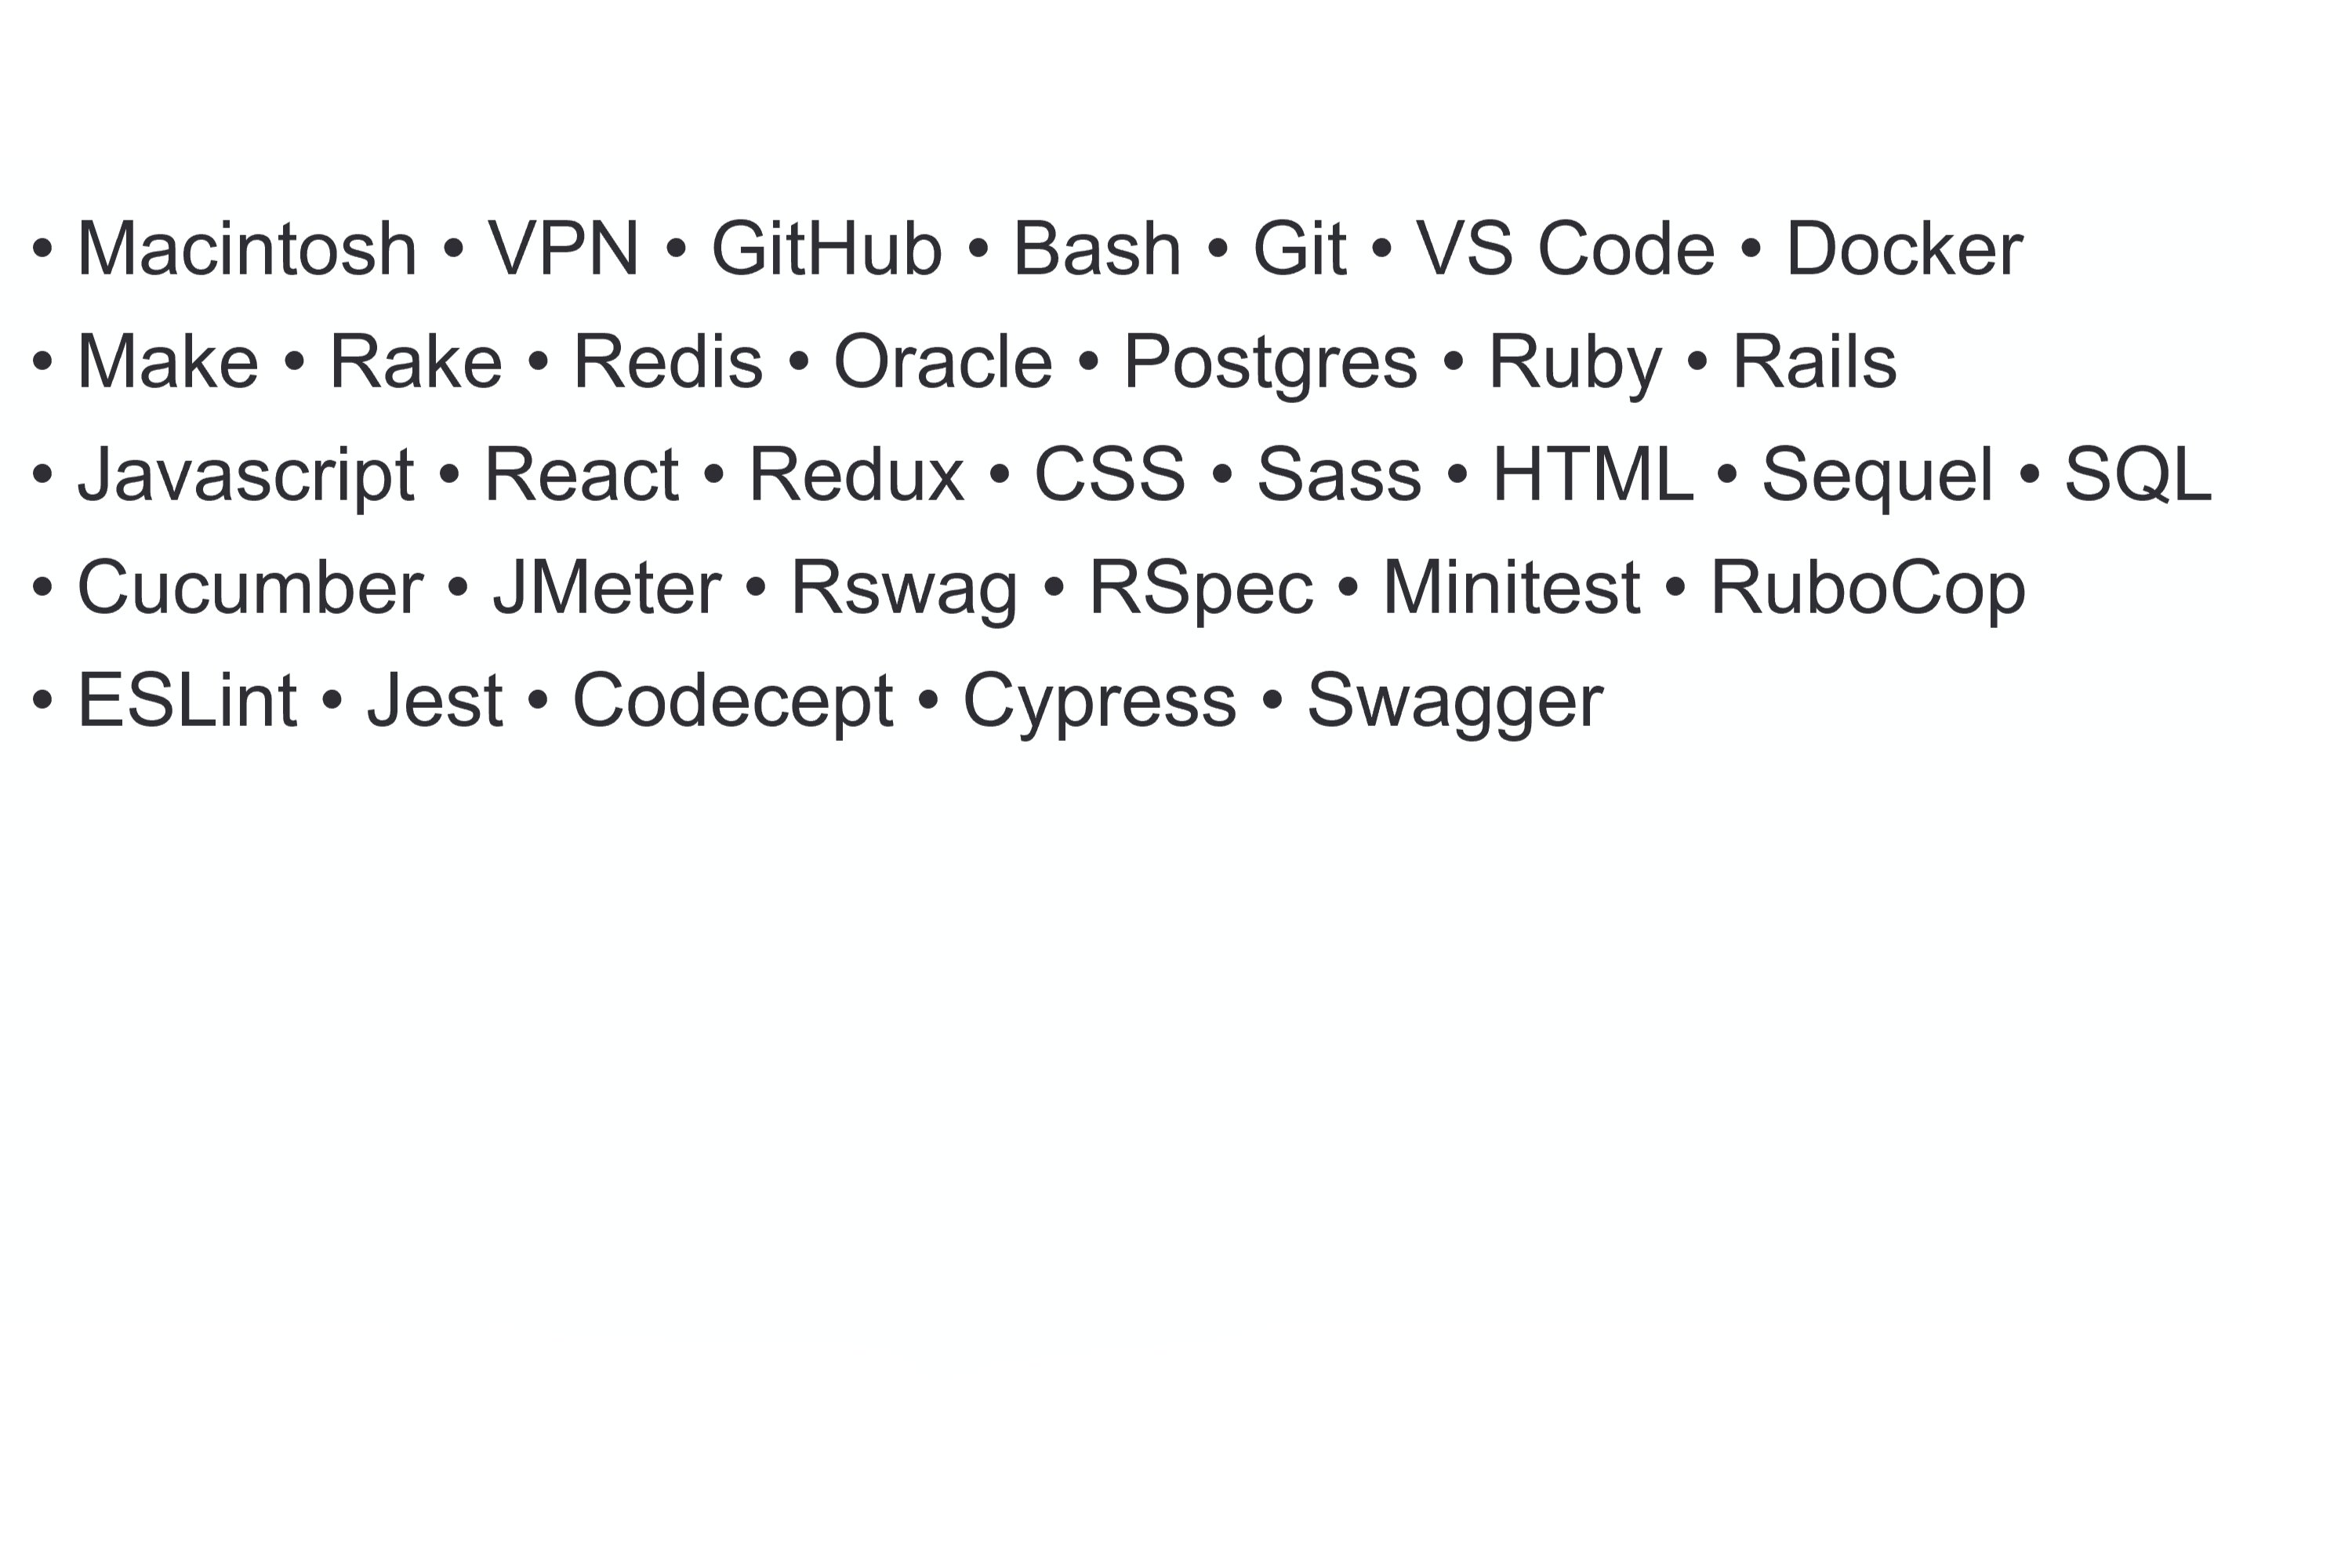 • Macintosh • VPN • GitHub • Bash • Git • VS Code • Docker
• Make • Rake • Redis • Oracle • Postgres • Ruby • Rails
• Javascript • React • Redux • CSS • Sass • HTML • Sequel • SQL
• Cucumber • JMeter • Rswag • RSpec • Minitest • RuboCop
• ESLint • Jest • Codecept • Cypress • Swagger